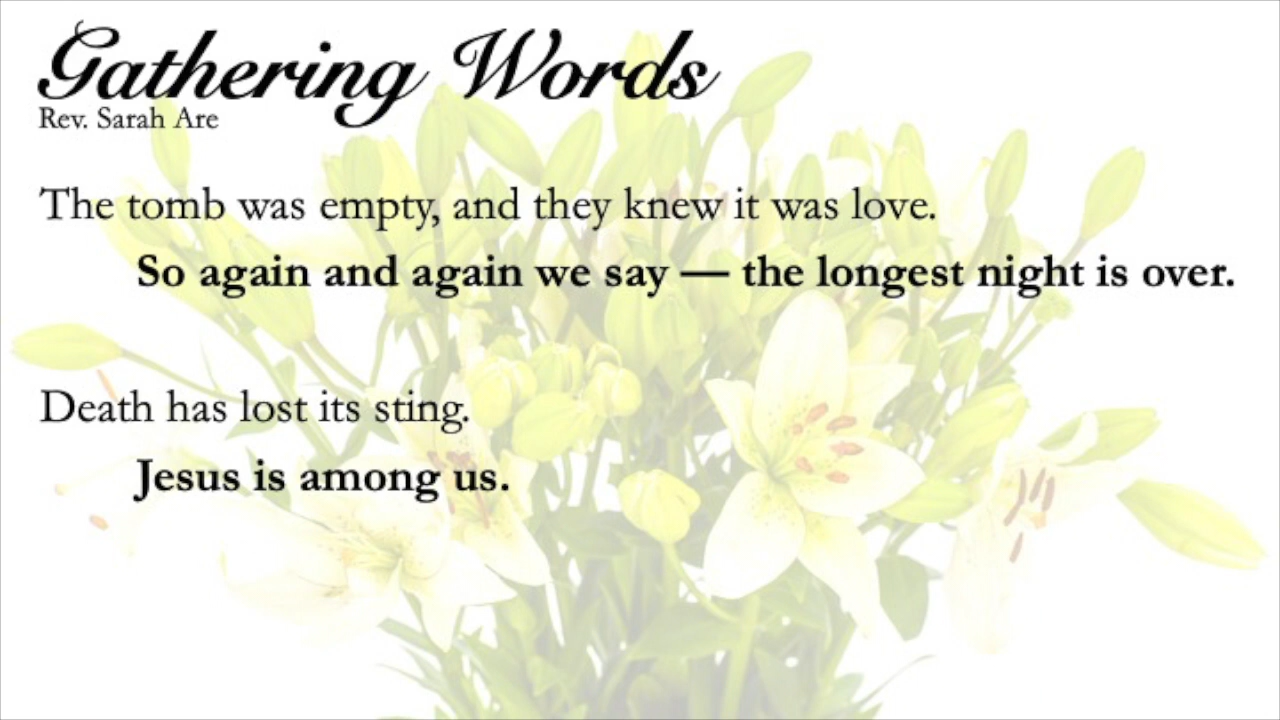 Gathering Words
Rev. Sarah Are
The tomb was empty, and they knew it was love.
So again and again we say — the longest night is over.
Death has lost its sting.
Jesus is among us.